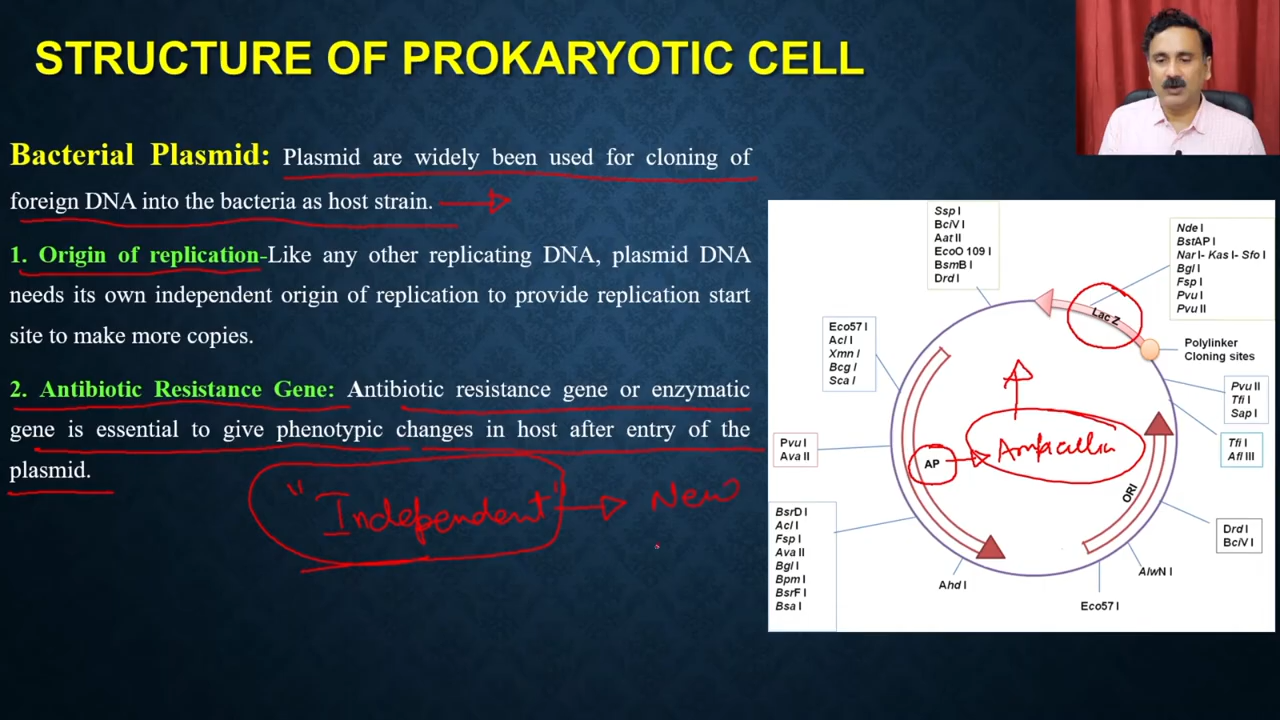 STRUCTURE OF PROKARYOTIC CELL
Bacterial Plasmid: Plasmid are widely been used for cloning of
foreign DNA into the bacteria as host strain.
1. Origin of replication-Like any other replicating DNA, plasmid DNA
needs its own independent origin of replication to provide replication start
site to make more copies.
2. Antibiotic Resistance Gene: Antibiotic resistance gene or enzymatic
gene is essential to give phenotypic changes in host after entry of the
plasmid.
"Independent"
New
Ssp I
BciV I
Aat II
EcoO 109 I
BsmB I
Drd I
Nde I
BstAP I
Nar I- Kas I- Sfo I
Bgl I
Fsp I
Pvu I
Pvu II
Lac Z
Eco57 I
Acl I
Xmn I
Bcg I
Sca I
Polylinker
Cloning sites
Pvu II
Tfi I
Sap I
Pvu I
Ava II
AP
Tfi I
Afl III
ORI
BsrD I
Acl I
Fsp I
Ava II
Bgl I
Bpm I
BsrF I
Bsa I
Drd I
BciV I
Ahd I
AlwN I
Eco57 I